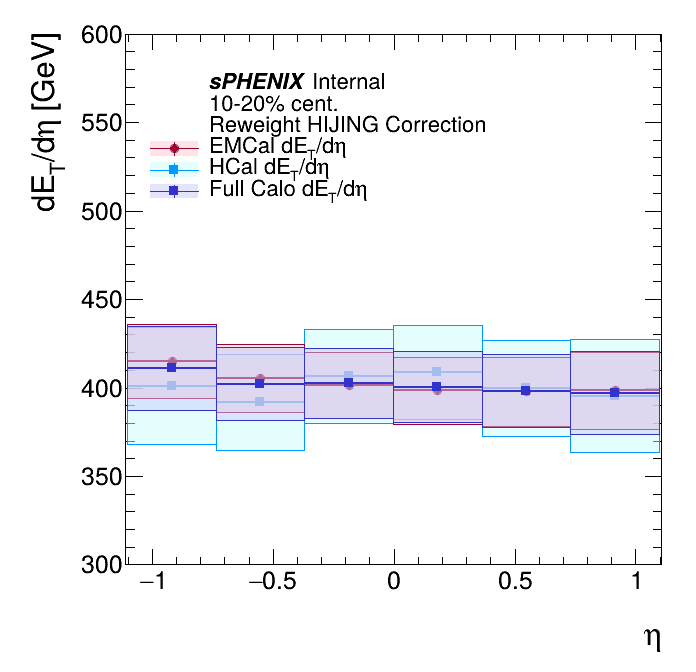 600
550
500
450
400
350
300
dE_T/dη [GeV]
sPHENIX Internal
10-20% cent.
Reweight HIJING Correction
EMCal dE_T/dη
HCal dE_T/dη
Full Calo dE_T/dη
−1 −0.5 0 0.5 1
η